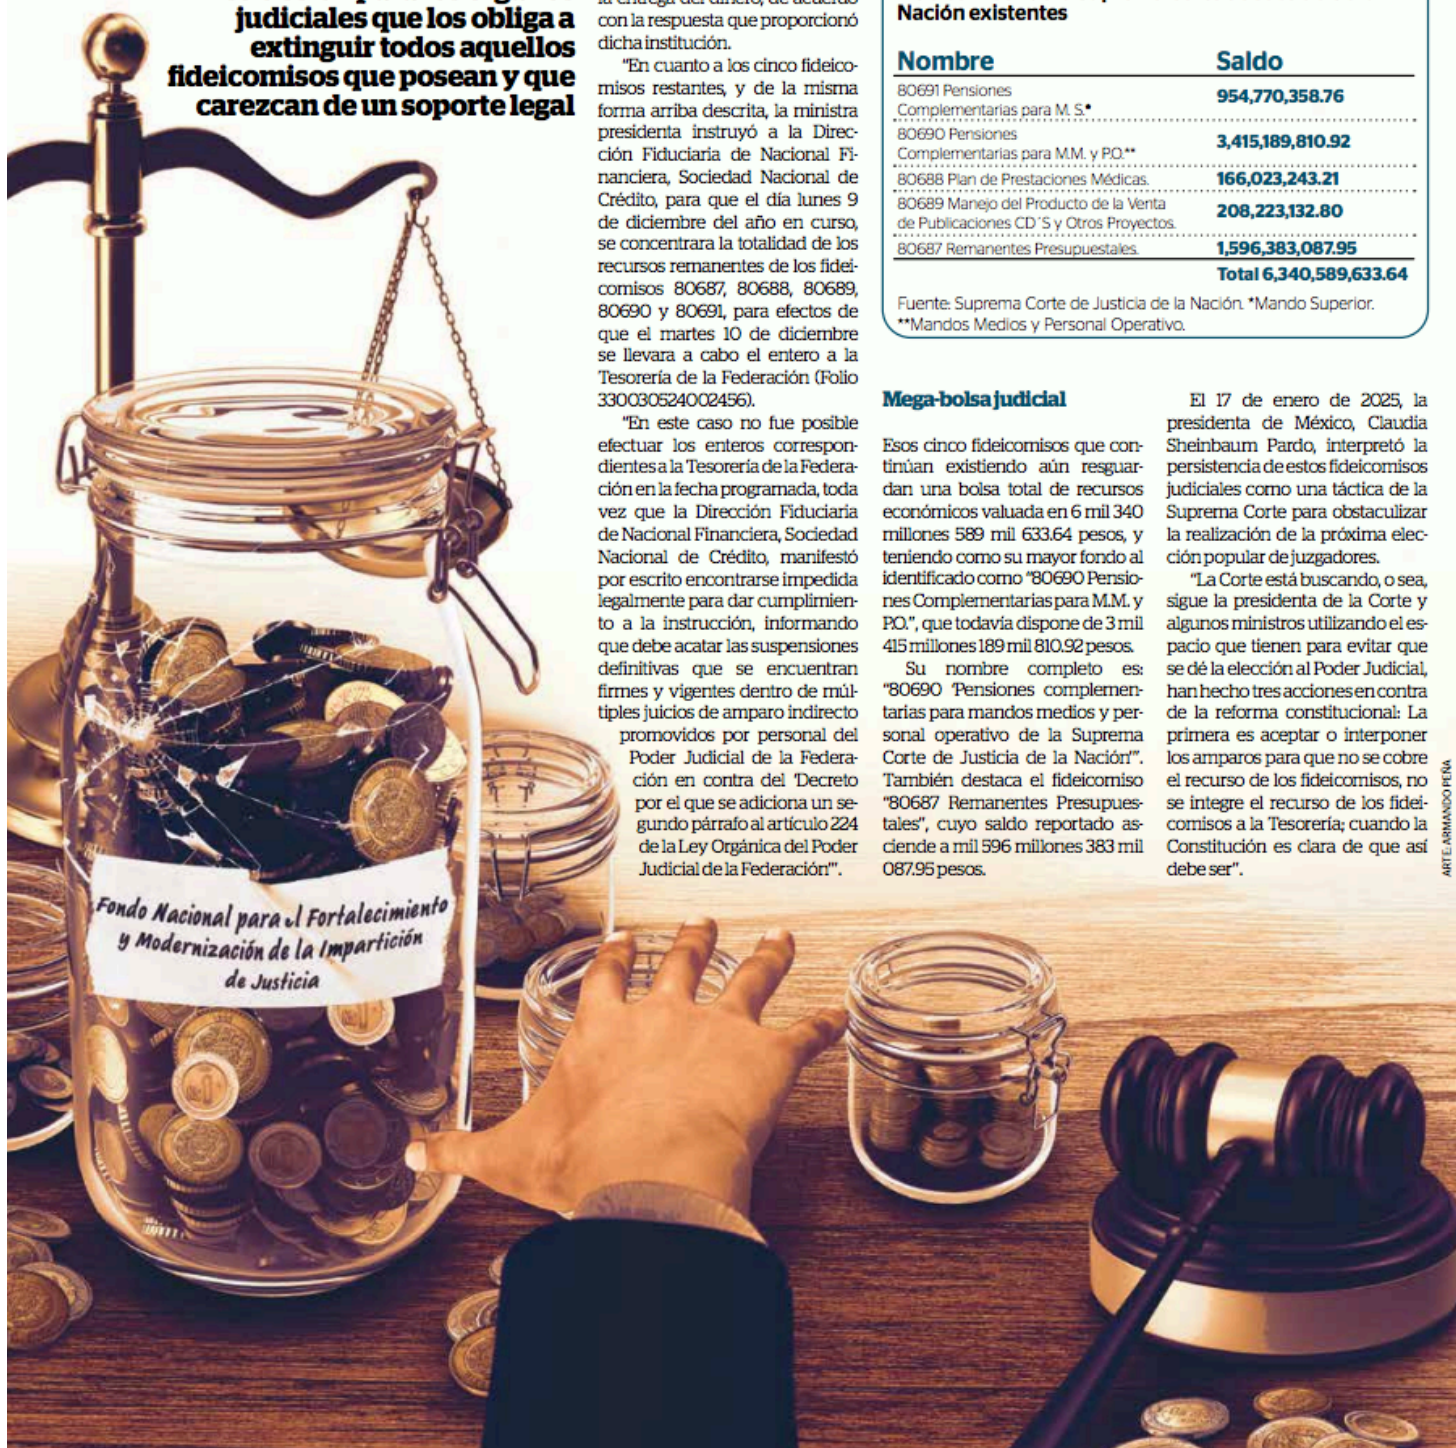 judiciales que los obliga a
extinguir todos aquellos
fideicomisos que posean y que
carezcan de un soporte legal
la entrega del dinero, de acuerdo
con la respuesta que proporcionó
dicha institución.
"En cuanto a los cinco fideico-
misos restantes, y de la misma
forma arriba descrita, la ministra
presidenta instruyó a la Direc-
ción Fiduciaria de Nacional Fi-
nanciera, Sociedad Nacional de
Crédito, para que el día lunes 9
de diciembre del año en curso,
se concentrara la totalidad de los
recursos remanentes de los fidei-
comisos 80687, 80688, 80689,
80690 y 80691, para efectos de
que el martes 10 de diciembre
se llevara a cabo el entero a la
Tesorería de la Federación (Folio
330030524002456).
"En este caso no fue posible
efectuar los enteros correspon-
dientes a la Tesorería de la Federa-
ción en la fecha programada, toda
vez que la Dirección Fiduciaria
de Nacional Financiera, Sociedad
Nacional de Crédito, manifestó
por escrito encontrarse impedida
legalmente para dar cumplimien-
to a la instrucción, informando
que debe acatar las suspensiones
definitivas que se encuentran
firmes y vigentes dentro de múl-
tiples juicios de amparo indirecto
promovidos por personal del
Poder Judicial de la Federa-
ción en contra del 'Decreto
por el que se adiciona un se-
gundo párrafo al artículo 224
de la Ley Orgánica del Poder
Judicial de la Federación'".
Nación existentes
Nombre Saldo
80691 Pensiones
Complementarias para M. S.* 954,770,358.76
80690 Pensiones
Complementarias para M.M. y P.O.** 3,415,189,810.92
80688 Plan de Prestaciones Médicas. 166,023,243.21
80689 Manejo del Producto de la Venta
de Publicaciones CD´S y Otros Proyectos. 208,223,132.80
80687 Remanentes Presupuestales. 1,596,383,087.95
Total 6,340,589,633.64
Fuente: Suprema Corte de Justicia de la Nación. *Mando Superior.
**Mandos Medios y Personal Operativo.
Mega-bolsa judicial
Esos cinco fideicomisos que con-
tinúan existiendo aún resguar-
dan una bolsa total de recursos
económicos valuada en 6 mil 340
millones 589 mil 633.64 pesos, y
teniendo como su mayor fondo al
identificado como "80690 Pensio-
nes Complementarias para M.M. y
P.O.", que todavía dispone de 3 mil
415 millones 189 mil 810.92 pesos.
Su nombre completo es:
"80690 'Pensiones complemen-
tarias para mandos medios y per-
sonal operativo de la Suprema
Corte de Justicia de la Nación'".
También destaca el fideicomiso
"80687 Remanentes Presupues-
tales", cuyo saldo reportado as-
ciende a mil 596 millones 383 mil
087.95 pesos.
El 17 de enero de 2025, la
presidenta de México, Claudia
Sheinbaum Pardo, interpretó la
persistencia de estos fideicomisos
judiciales como una táctica de la
Suprema Corte para obstaculizar
la realización de la próxima elec-
ción popular de juzgadores.
"La Corte está buscando, o sea,
sigue la presidenta de la Corte y
algunos ministros utilizando el es-
pacio que tienen para evitar que
se dé la elección al Poder Judicial,
han hecho tres acciones en contra
de la reforma constitucional: La
primera es aceptar o interponer
los amparos para que no se cobre
el recurso de los fideicomisos, no
se integre el recurso de los fidei-
comisos a la Tesorería; cuando la
Constitución es clara de que así
debe ser".
ARTE: ARMANDO PEÑA
Fondo Nacional para el Fortalecimiento
y Modernización de la Impartición
de Justicia